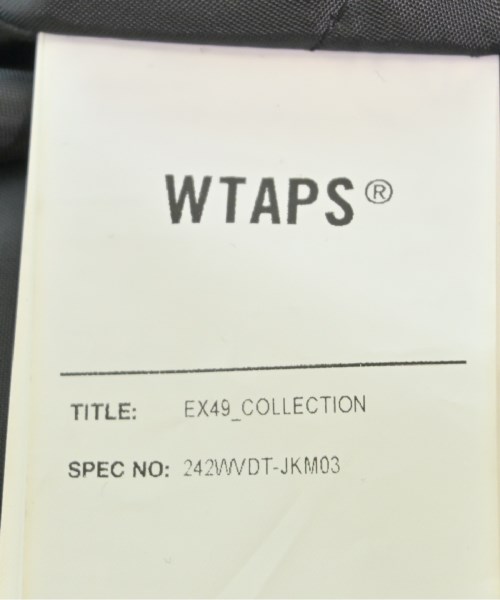 WTAPS®
TITLE: EX49_COLLECTION
SPEC NO: 242WVDT-JKM03